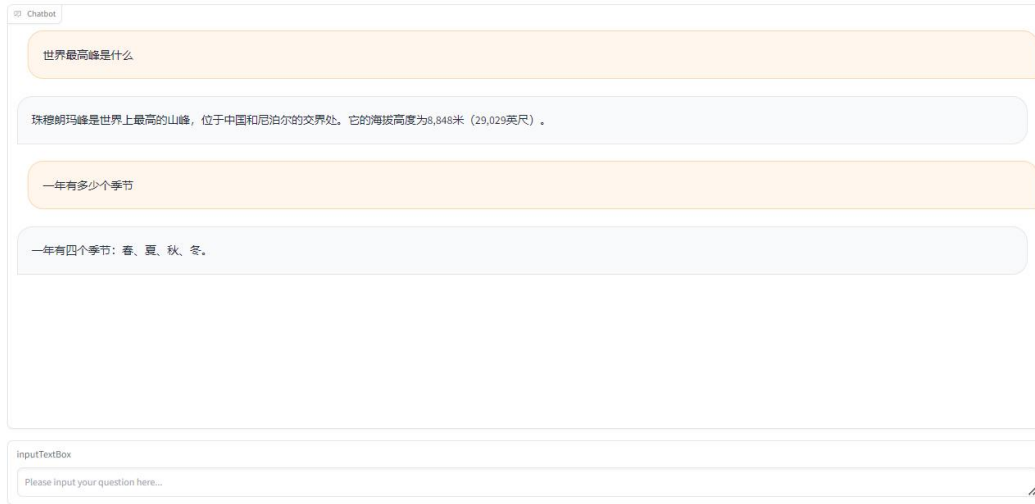 Chatbot
世界最高峰是什么
珠穆朗玛峰是世界上最高的山峰，位于中国和尼泊尔的交界处。它的海拔高度为8,848米（29,029英尺）。
一年有多少个季节
一年有四个季节：春、夏、秋、冬。
inputTextBox
Please input your question here...